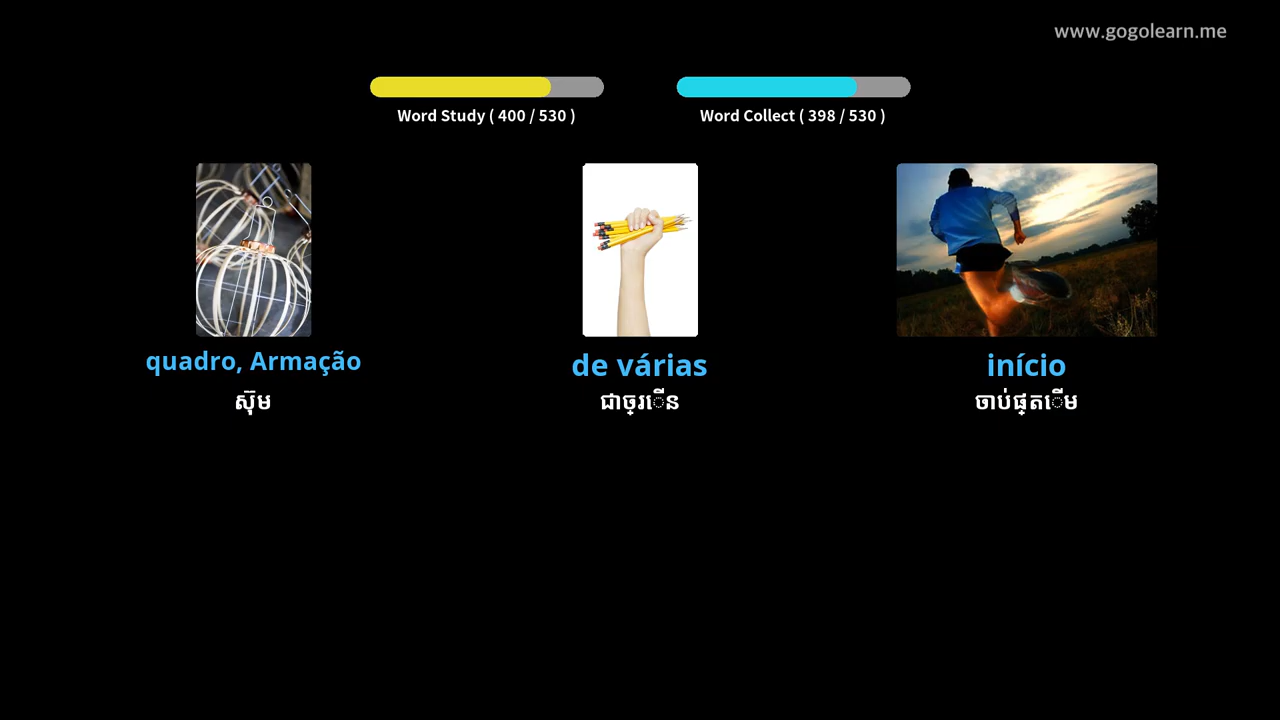 www.gogolearn.me
Word Study ( 400 / 530 )
Word Collect ( 398 / 530 )
quadro, Armação
de várias
início
ស៊ុម
ជាច្រើន
ចាប់ផ្តើម